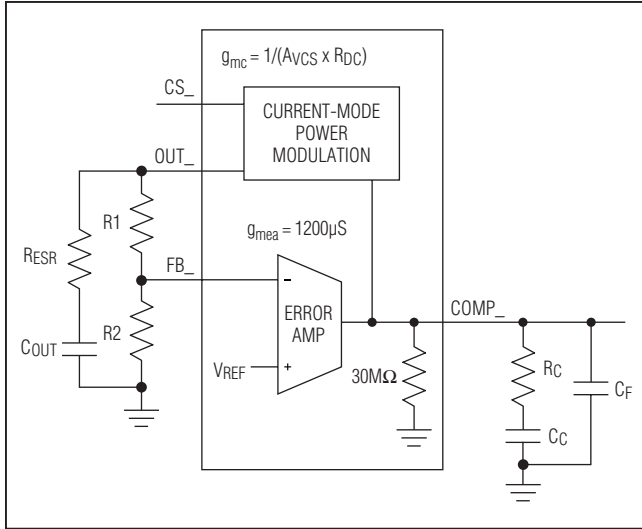 gmc = 1/(AVCS x RDC)
CS_
CURRENT-MODE
POWER
MODULATION
OUT_
R1
gmea = 1200µS
RESR
FB_
-
ERROR
AMP
COMP_
R2
COUT
VREF
+
30MΩ
RC
CF
CC